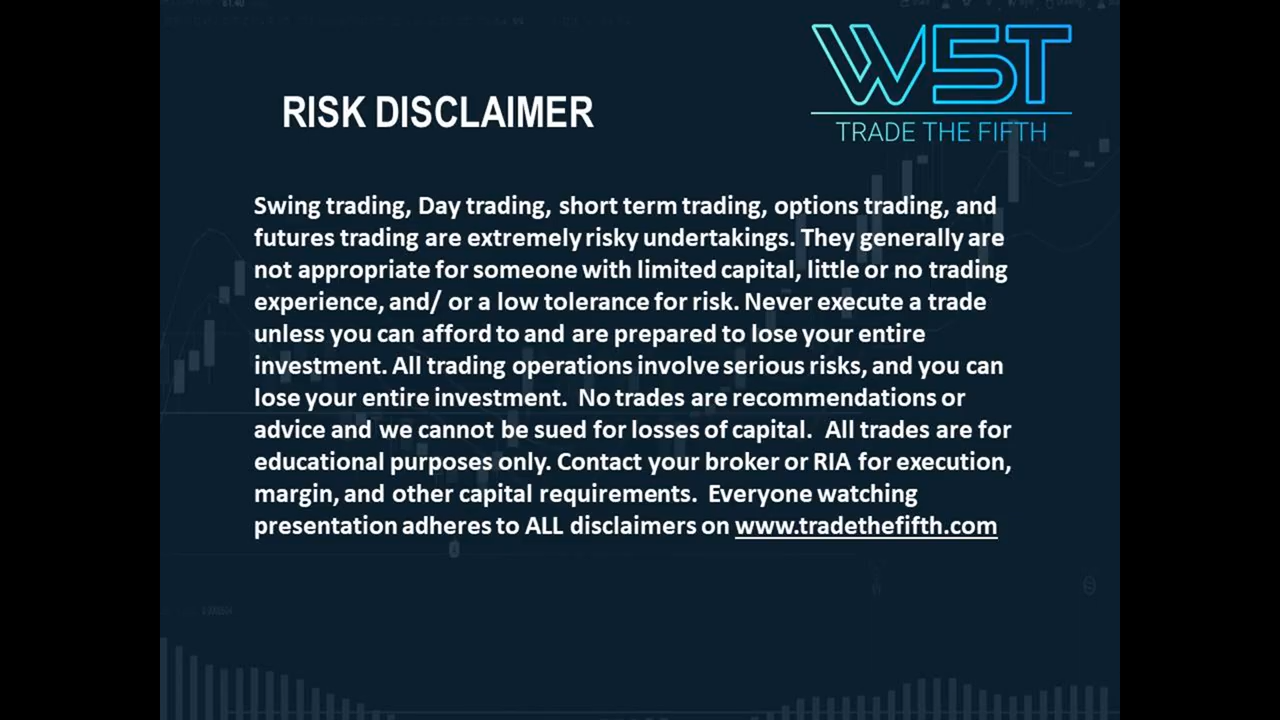 W5T
TRADE THE FIFTH
RISK DISCLAIMER
Swing trading, Day trading, short term trading, options trading, and
futures trading are extremely risky undertakings. They generally are
not appropriate for someone with limited capital, little or no trading
experience, and/ or a low tolerance for risk. Never execute a trade
unless you can afford to and are prepared to lose your entire
investment. All trading operations involve serious risks, and you can
lose your entire investment.  No trades are recommendations or
advice and we cannot be sued for losses of capital.  All trades are for
educational purposes only. Contact your broker or RIA for execution,
margin, and other capital requirements.  Everyone watching
presentation adheres to ALL disclaimers on www.tradethefifth.com